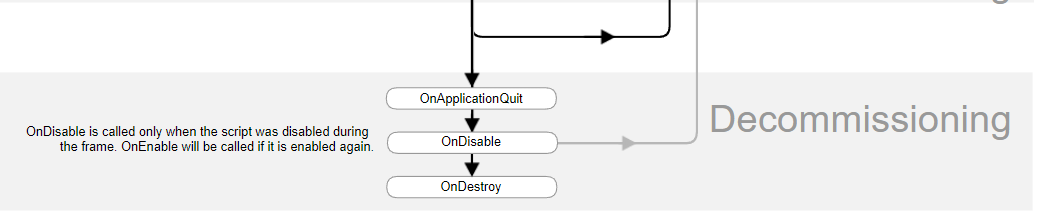 OnApplicationQuit
Decommissioning
OnDisable is called only when the script was disabled during
the frame. OnEnable will be called if it is enabled again.
OnDisable
OnDestroy